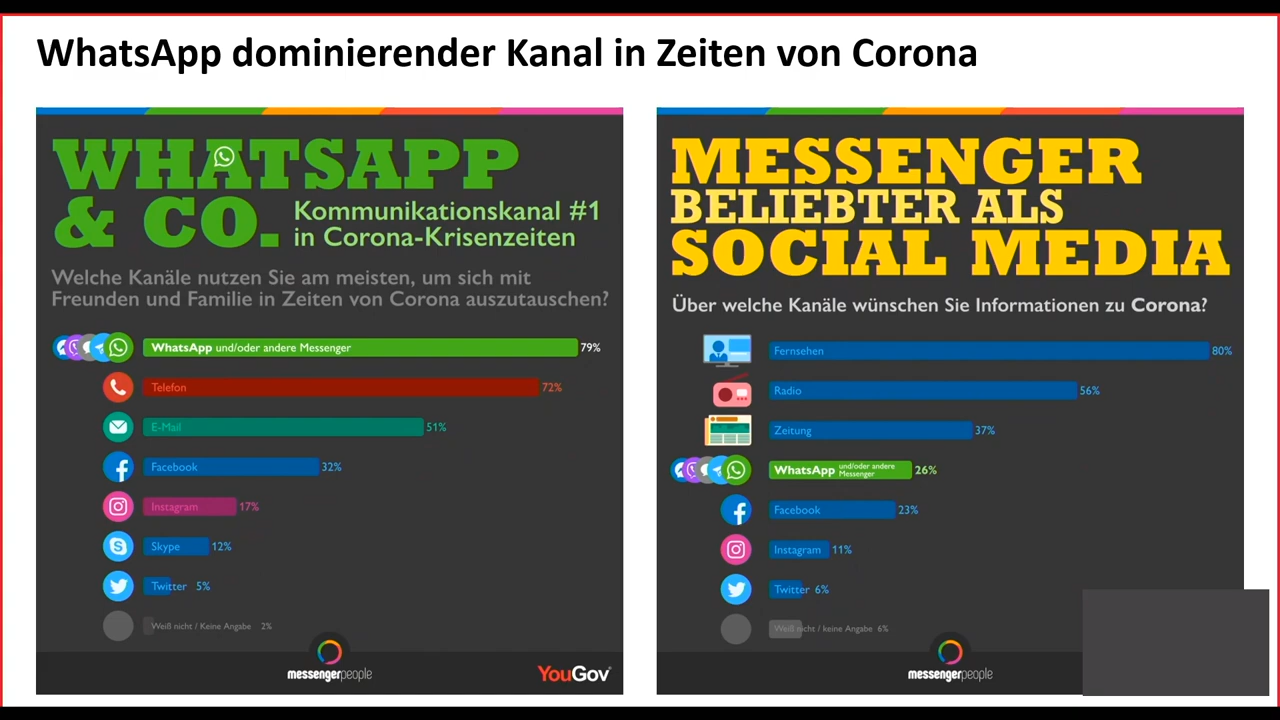 WhatsApp dominierender Kanal in Zeiten von Corona
WHATSAPP
& CO.
Kommunikationskanal #1
in Corona-Krisenzeiten
Welche Kanäle nutzen Sie am meisten, um sich mit
Freunden und Familie in Zeiten von Corona auszutauschen?
WhatsApp und/oder andere Messenger 79%
Telefon 72%
E-Mail 51%
Facebook 32%
Instagram 17%
Skype 12%
Twitter 5%
Weiß nicht / Keine Angabe 2%
messengerpeople
YouGov
MESSENGER
BELIEBTER ALS
SOCIAL MEDIA
Über welche Kanäle wünschen Sie Informationen zu Corona?
Fernsehen 80%
Radio 56%
Zeitung 37%
WhatsApp und/oder andere Messenger 26%
Facebook 23%
Instagram 11%
Twitter 6%
Weiß nicht / keine Angabe 6%
messengerpeople